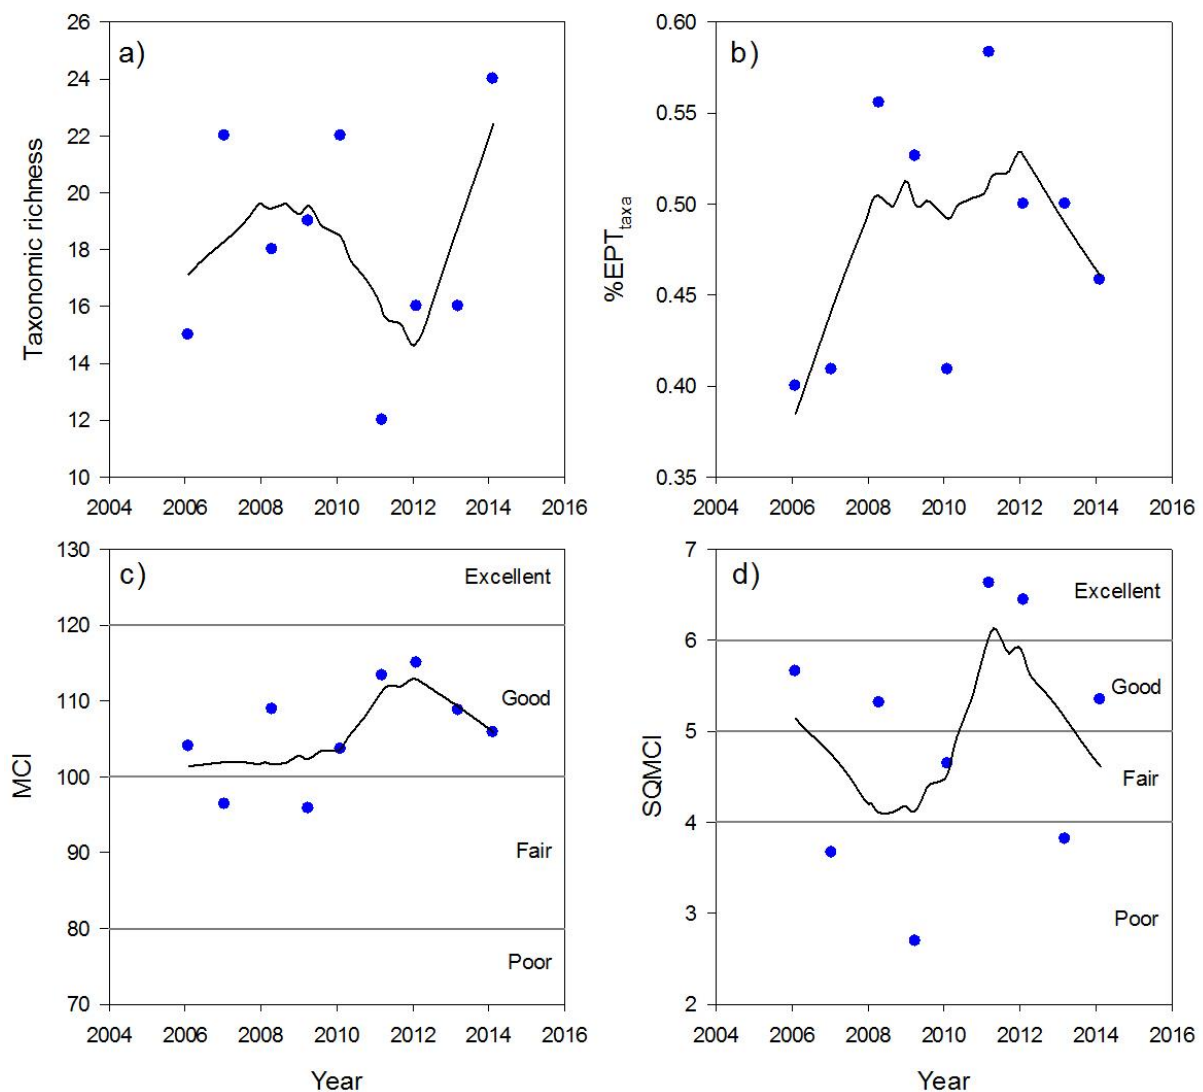 a)
Taxonomic richness
26
24
22
20
18
16
14
12
10
2004 2006 2008 2010 2012 2014 2016
b)
%EPTtaxa
0.60
0.55
0.50
0.45
0.40
0.35
2004 2006 2008 2010 2012 2014 2016
c)
MCI
130
120
110
100
90
80
70
Excellent
Good
Fair
Poor
2004 2006 2008 2010 2012 2014 2016
Year
d)
SQMCI
7
6
5
4
3
2
Excellent
Good
Fair
Poor
2004 2006 2008 2010 2012 2014 2016
Year